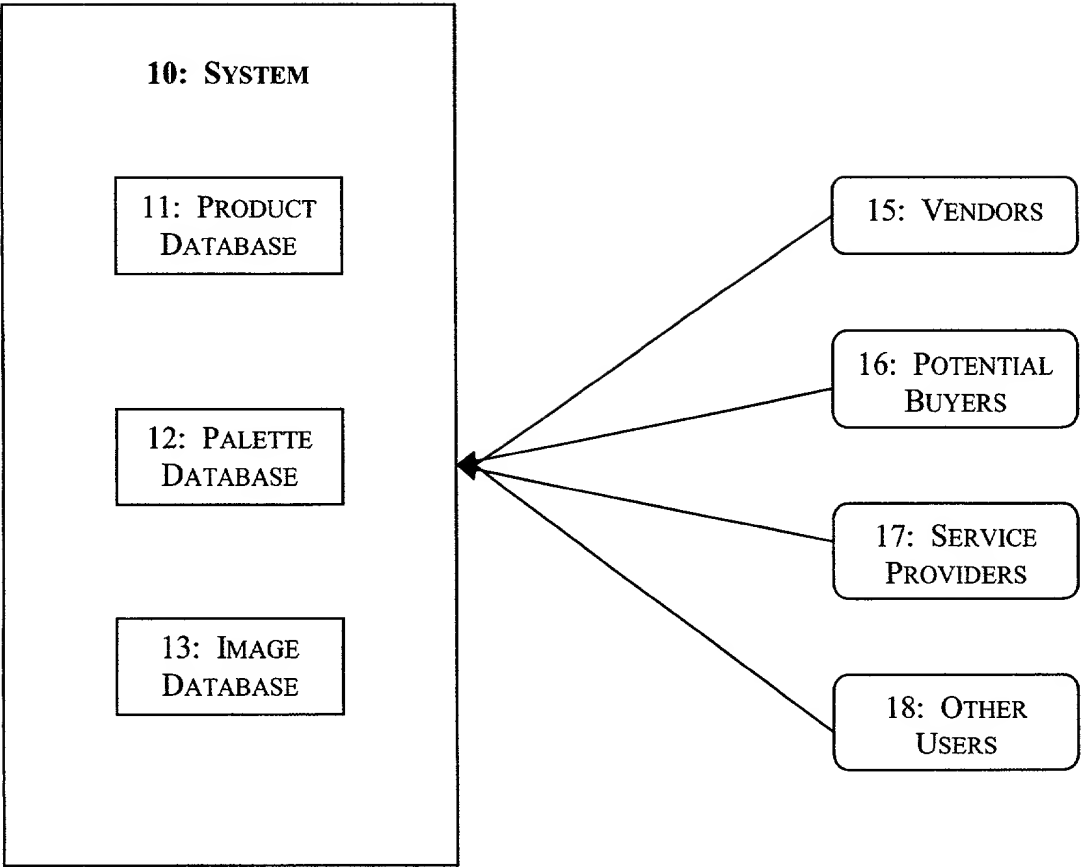 10: SYSTEM
11: PRODUCT
DATABASE
12: PALETTE
DATABASE
13: IMAGE
DATABASE
15: VENDORS
16: POTENTIAL
BUYERS
17: SERVICE
PROVIDERS
18: OTHER
USERS